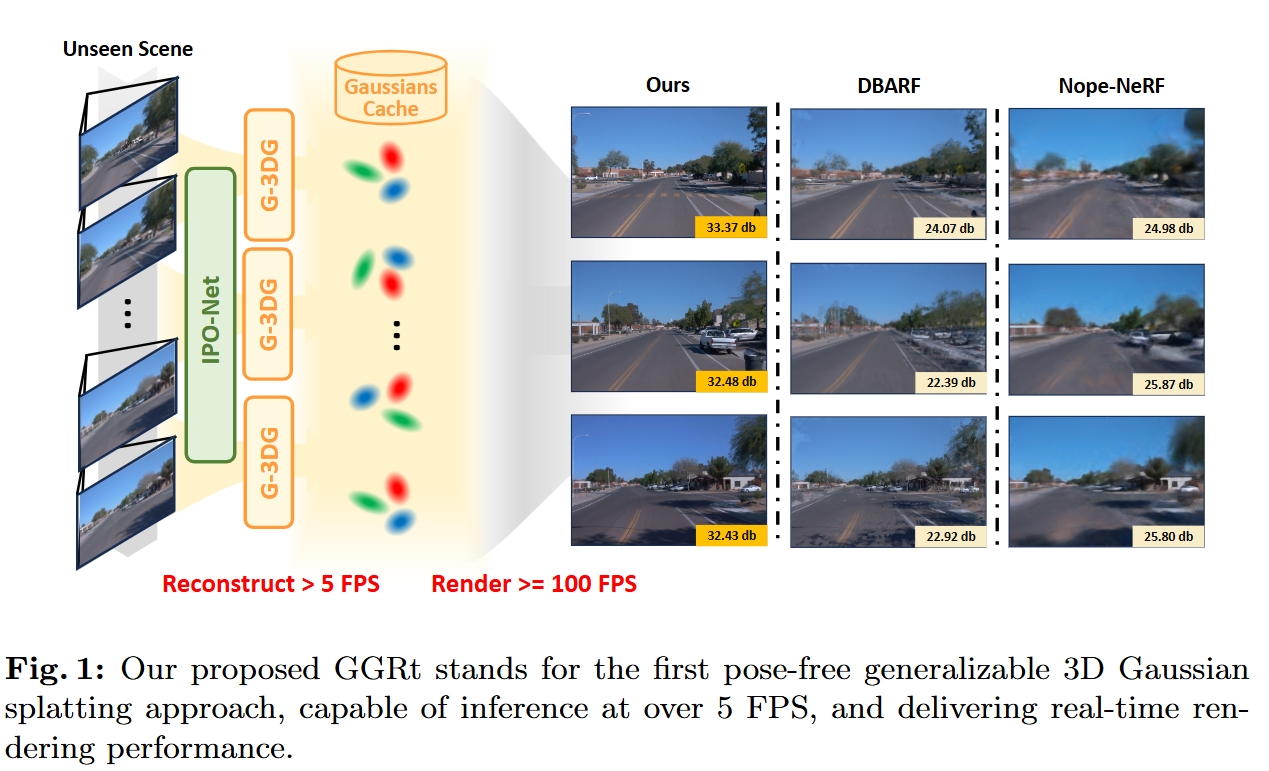 Unseen Scene
IPO-Net
G-3DG
G-3DG
G-3DG
Gaussians
Cache
Reconstruct > 5 FPS
Render >= 100 FPS
Ours
DBARF
Nope-NeRF
33.37 db
24.07 db
24.98 db
32.48 db
22.39 db
25.87 db
32.43 db
22.92 db
25.80 db
Fig. 1: Our proposed GGRt stands for the first pose-free generalizable 3D Gaussian
splatting approach, capable of inference at over 5 FPS, and delivering real-time ren-
dering performance.